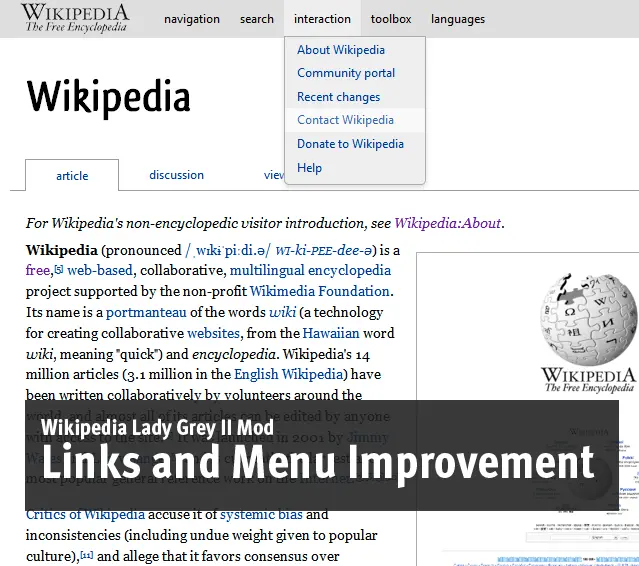 WIKIPEDIA
The Free Encyclopedia
navigation search interaction toolbox languages
About Wikipedia
Community portal
Recent changes
Contact Wikipedia
Donate to Wikipedia
Help
Wikipedia
article discussion
For Wikipedia's non-encyclopedic visitor introduction, see Wikipedia:About.
Wikipedia (pronounced /ˌwɪkɨˈpiːdi.ə/ WI-ki-PEE-dee-ə) is a
free,[5] web-based, collaborative, multilingual encyclopedia
project supported by the non-profit Wikimedia Foundation.
Its name is a portmanteau of the words wiki (a technology
for creating collaborative websites, from the Hawaiian word
wiki, meaning "quick") and encyclopedia. Wikipedia's 14
million articles (3.1 million in the English Wikipedia) have
been written collaboratively by volunteers around the
world, and almost all of its articles can be edited by anyone
WIKIPEDIA
The Free Encyclopedia
Wikipedia Lady Grey II Mod
Links and Menu Improvement
Critics of Wikipedia accuse it of systemic bias and
inconsistencies (including undue weight given to popular
culture),[11] and allege that it favors consensus over